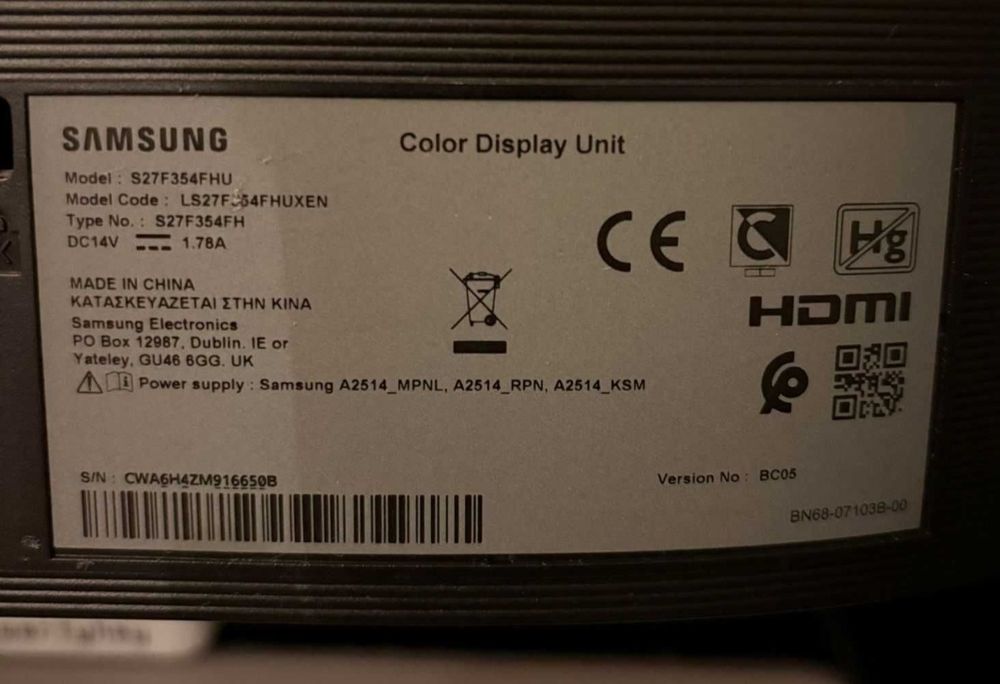 SAMSUNG
Color Display Unit
Model : S27F354FHU
Model Code : LS27F354FHUXEN
Type No. : S27F354FH
DC14V 1.78A
CE
Hg
HDMI
MADE IN CHINA
ΚΑΤΑΣΚΕΥΑΖΕΤΑΙ ΣΤΗΝ ΚΙΝΑ
Samsung Electronics
PO Box 12987, Dublin. IE or
Yateley, GU46 6GG. UK
Power supply : Samsung A2514_MPNL, A2514_RPN, A2514_KSM
S/N : CWA6H4ZM916650B
Version No : BC05
BN68-07103B-00